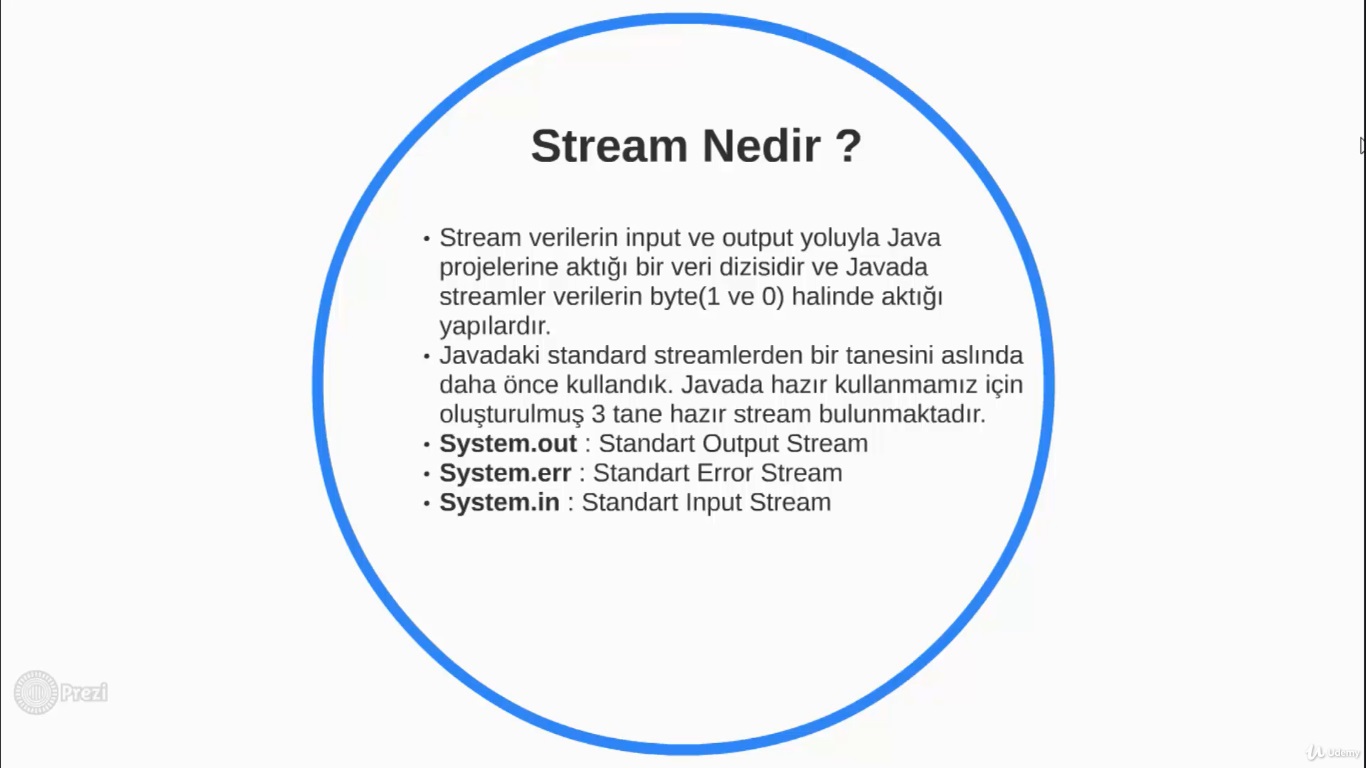 Stream Nedir ?
• Stream verilerin input ve output yoluyla Java
projelerine aktığı bir veri dizisidir ve Javada
streamler verilerin byte(1 ve 0) halinde aktığı
yapılardır.
• Javadaki standard streamlerden bir tanesini aslında
daha önce kullandık. Javada hazır kullanmamız için
oluşturulmuş 3 tane hazır stream bulunmaktadır.
• System.out : Standart Output Stream
• System.err : Standart Error Stream
• System.in : Standart Input Stream
Prezi
Udemy